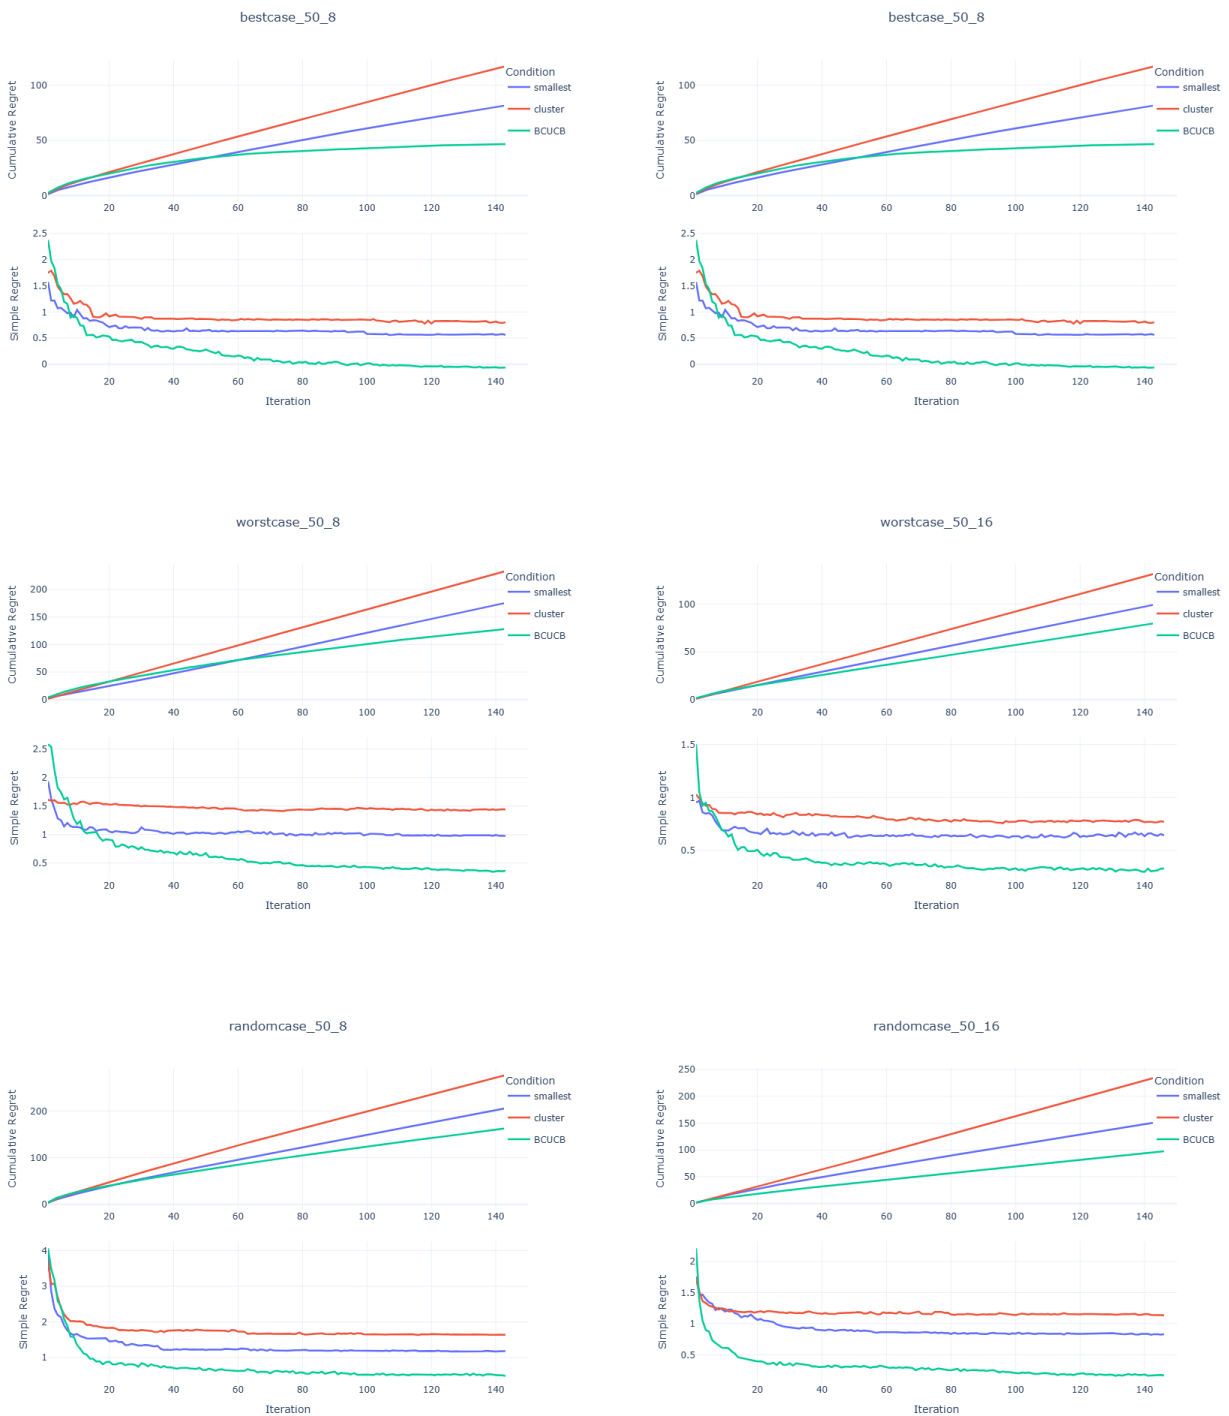 bestcase_50_8
Cumulative Regret
100
50
0
20 40 60 80 100 120 140
Condition
smallest
cluster
BCUCB
Simple Regret
2.5
2
1.5
1
0.5
0
20 40 60 80 100 120 140
Iteration
bestcase_50_8
Cumulative Regret
100
50
0
20 40 60 80 100 120 140
Condition
smallest
cluster
BCUCB
Simple Regret
2.5
2
1.5
1
0.5
0
20 40 60 80 100 120 140
Iteration
worstcase_50_8
Cumulative Regret
200
150
100
50
0
20 40 60 80 100 120 140
Condition
smallest
cluster
BCUCB
Simple Regret
2.5
2
1.5
1
0.5
20 40 60 80 100 120 140
Iteration
worstcase_50_16
Cumulative Regret
100
50
0
20 40 60 80 100 120 140
Condition
smallest
cluster
BCUCB
Simple Regret
1.5
1
0.5
20 40 60 80 100 120 140
Iteration
randomcase_50_8
Cumulative Regret
200
100
0
20 40 60 80 100 120 140
Condition
smallest
cluster
BCUCB
Simple Regret
4
3
2
1
20 40 60 80 100 120 140
Iteration
randomcase_50_16
Cumulative Regret
250
200
150
100
50
0
20 40 60 80 100 120 140
Condition
smallest
cluster
BCUCB
Simple Regret
2
1.5
1
0.5
20 40 60 80 100 120 140
Iteration